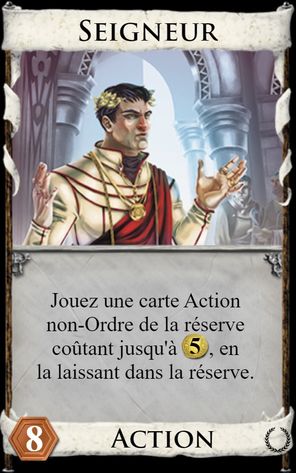 SEIGNEUR
Jouez une carte Action
non-Ordre de la réserve
coûtant jusqu'à 5, en
la laissant dans la réserve.
8
ACTION